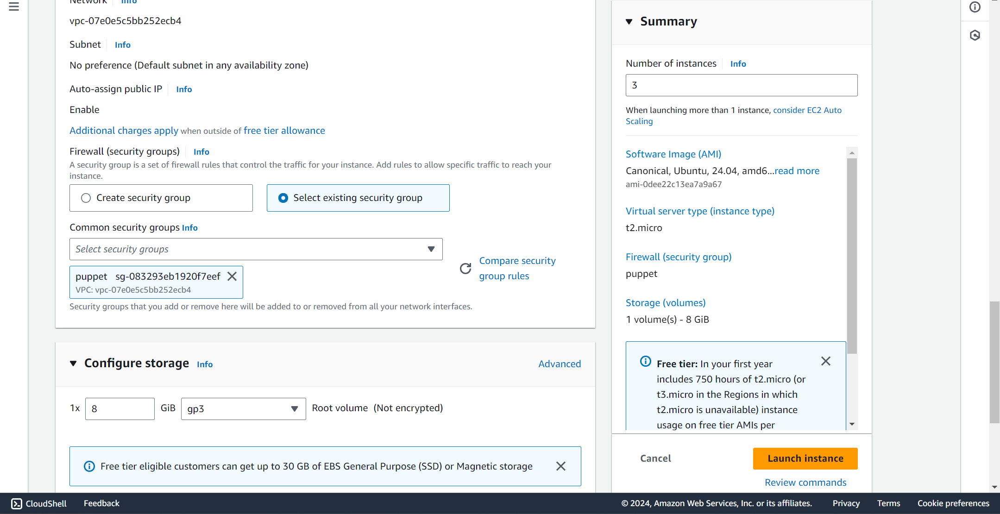 Network Info
vpc-07e0e5c5bb252ecb4
Subnet Info
No preference (Default subnet in any availability zone)
Auto-assign public IP Info
Enable
Additional charges apply when outside of free tier allowance
Firewall (security groups) Info
A security group is a set of firewall rules that control the traffic for your instance. Add rules to allow specific traffic to reach your
instance.
Create security group
Select existing security group
Common security groups Info
Select security groups
Compare security
group rules
puppet sg-083293eb1920f7eef
VPC: vpc-07e0e5c5bb252ecb4
Security groups that you add or remove here will be added to or removed from all your network interfaces.
Configure storage Info
Advanced
1x 8 GiB gp3 Root volume (Not encrypted)
Free tier eligible customers can get up to 30 GB of EBS General Purpose (SSD) or Magnetic storage
Summary
Number of instances Info
3
When launching more than 1 instance, consider EC2 Auto
Scaling
Software Image (AMI)
Canonical, Ubuntu, 24.04, amd6...read more
ami-0dee22c13ea7a9a67
Virtual server type (instance type)
t2.micro
Firewall (security group)
puppet
Storage (volumes)
1 volume(s) - 8 GiB
Free tier: In your first year
includes 750 hours of t2.micro (or
t3.micro in the Regions in which
t2.micro is unavailable) instance
usage on free tier AMIs per
Cancel
Launch instance
Review commands
CloudShell
Feedback
© 2024, Amazon Web Services, Inc. or its affiliates.
Privacy
Terms
Cookie preferences